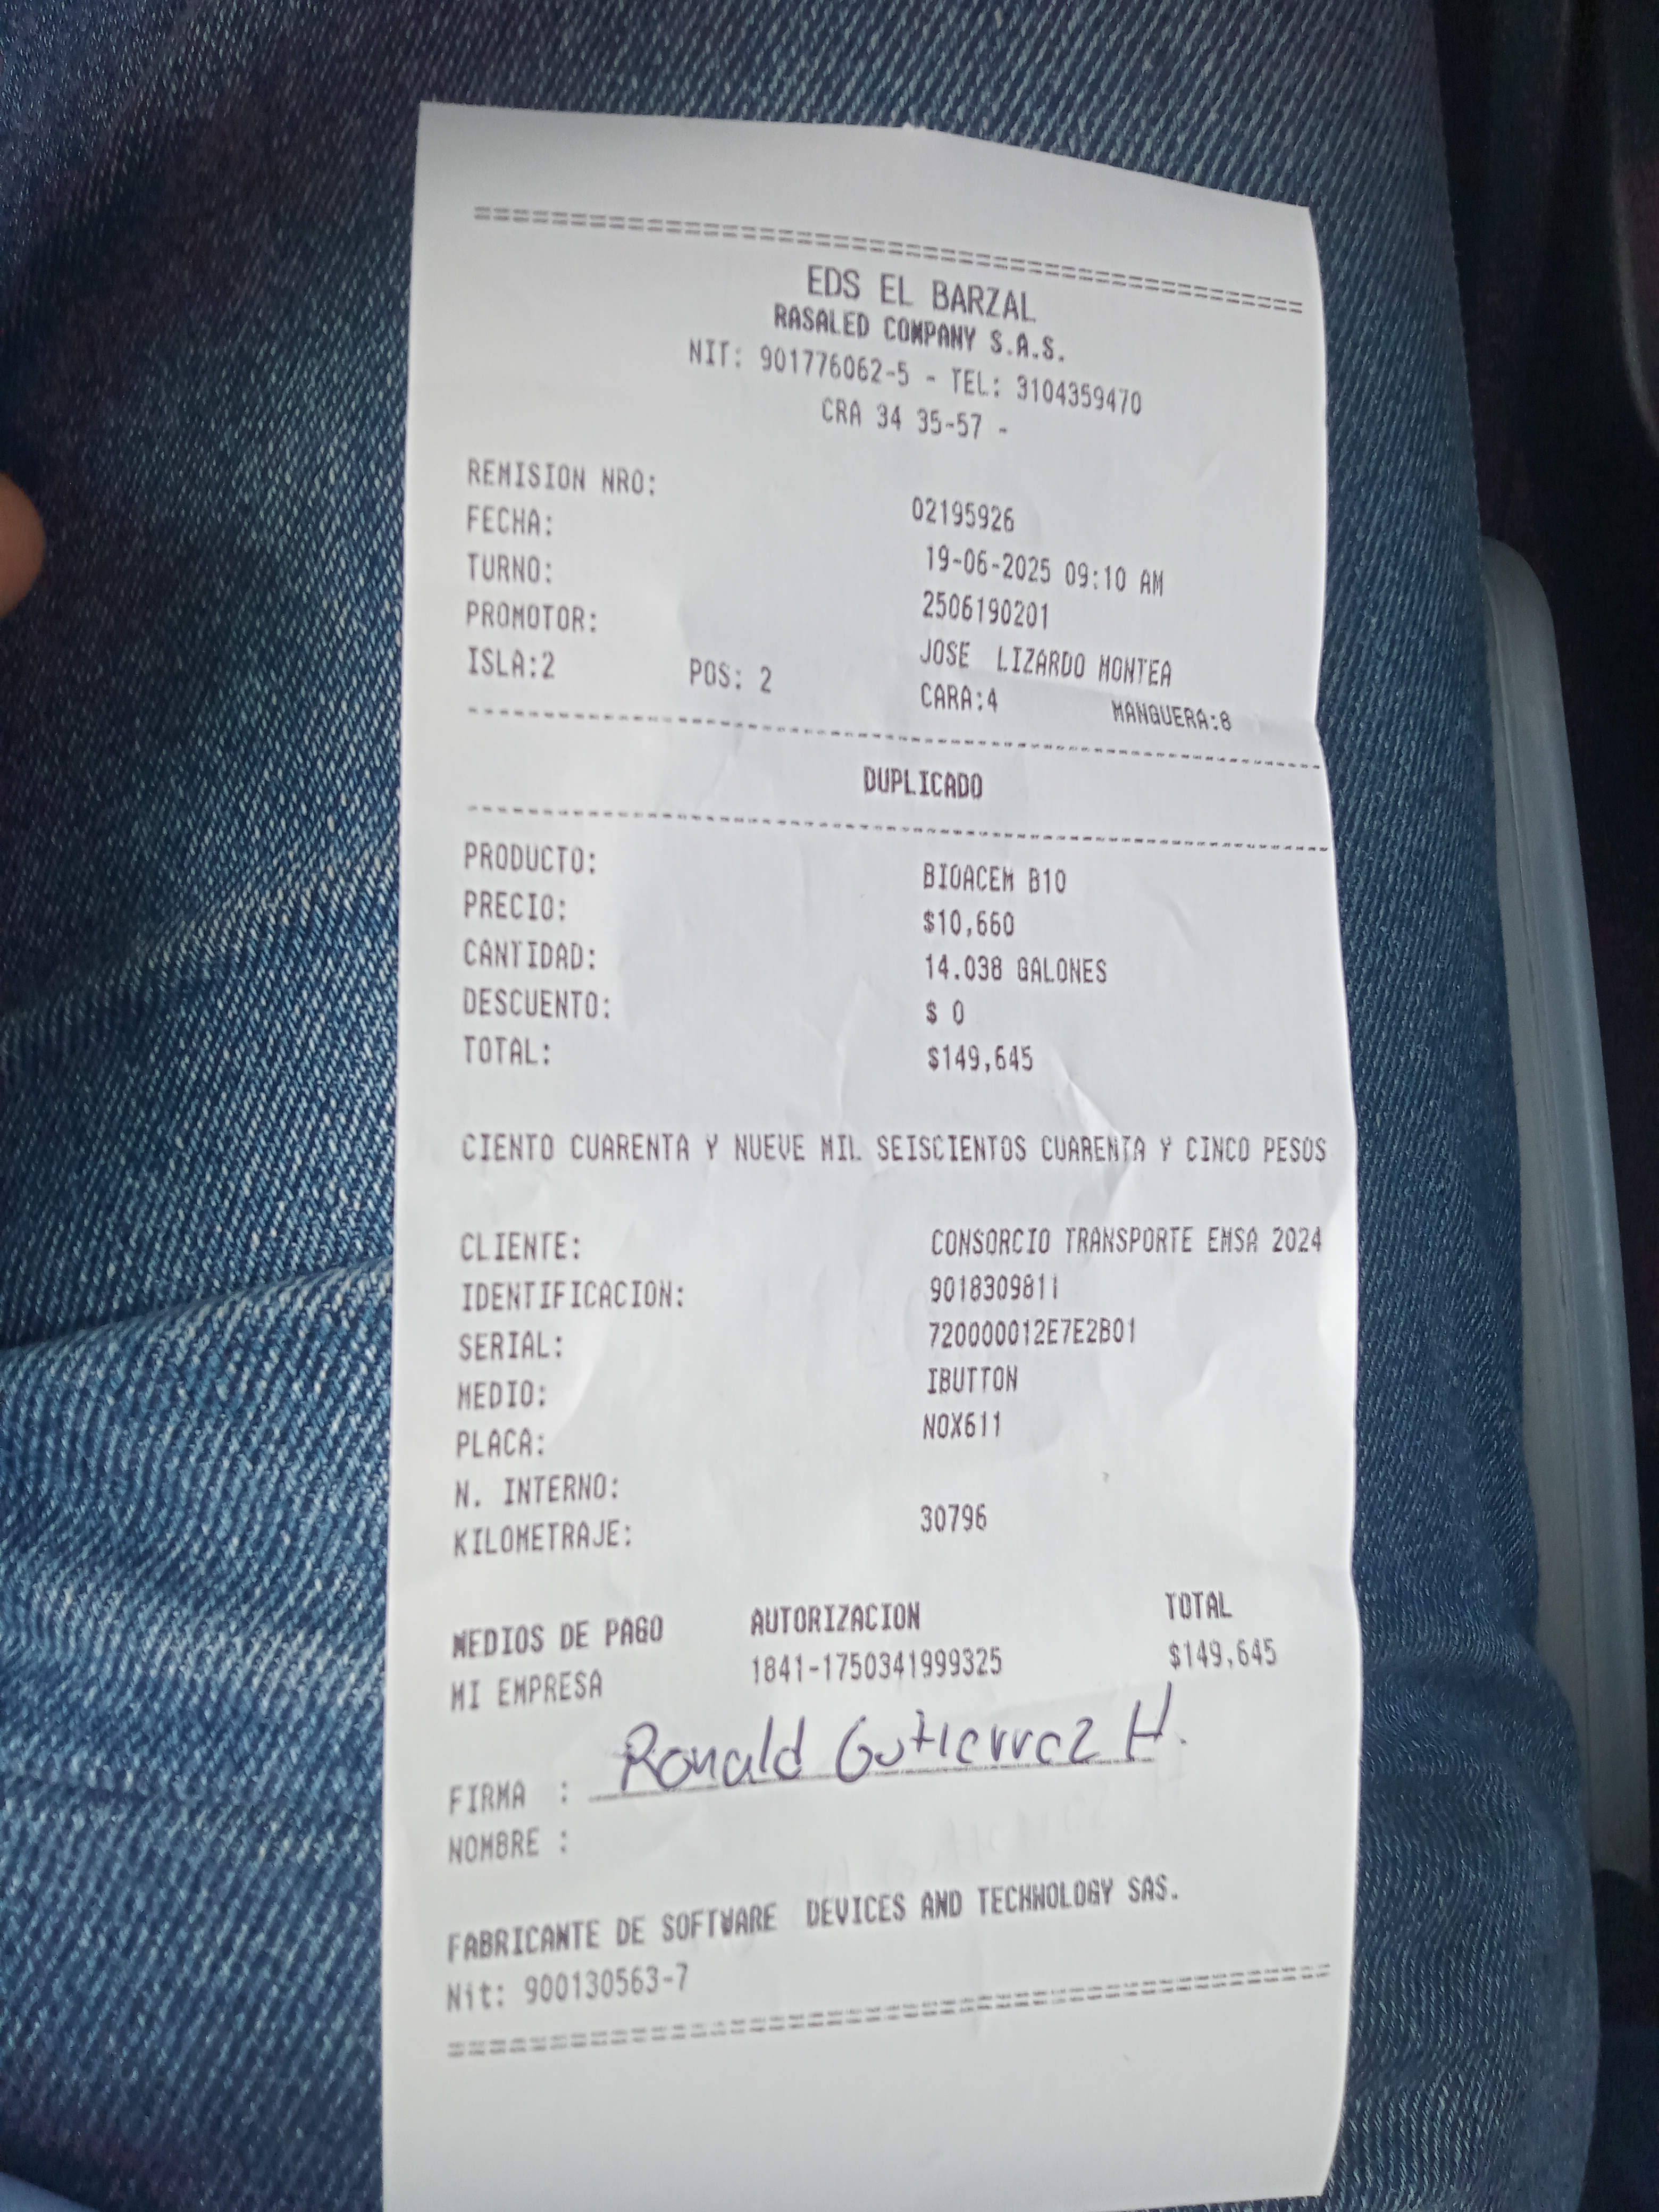 EDS EL BARZAL
RASALED COMPANY S.A.S.
NIT: 901776062-5 - TEL: 3104359470
CRA 34 35-57 -
REMISION NRO: 02195926
FECHA: 19-06-2025 09:10 AM
TURNO: 2506190201
PROMOTOR: JOSE LIZARDO MONTEA
ISLA:2 POS: 2 CARA:4 MANGUERA:8
DUPLICADO
PRODUCTO: BIOACEM B10
PRECIO: $10,660
CANTIDAD: 14.038 GALONES
DESCUENTO: $ 0
TOTAL: $149,645
CIENTO CUARENTA Y NUEVE MIL SEISCIENTOS CUARENTA Y CINCO PESOS
CLIENTE: CONSORCIO TRANSPORTE EMSA 2024
IDENTIFICACION: 9018309811
SERIAL: 720000012E7E2B01
MEDIO: IBUTTON
PLACA: NOX611
N. INTERNO:
KILOMETRAJE: 30796
MEDIOS DE PAGO AUTORIZACION TOTAL
MI EMPRESA 1841-1750341999325 $149,645
FIRMA : Ronald Gutierrez H.
NOMBRE :
FABRICANTE DE SOFTWARE DEVICES AND TECHNOLOGY SAS.
Nit: 900130563-7